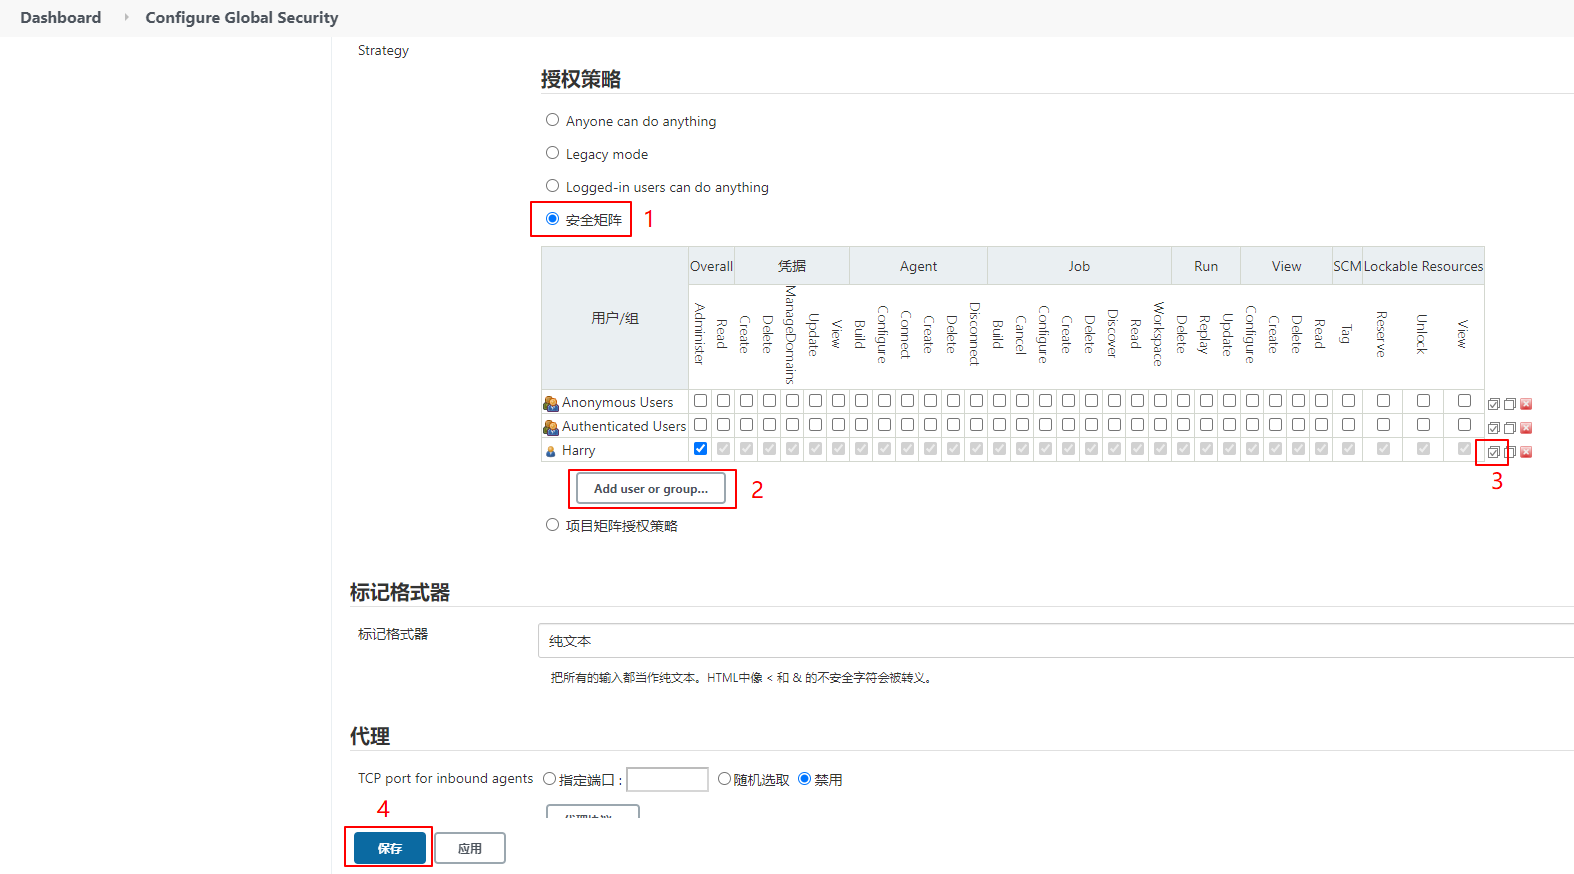 Dashboard Configure Global Security
Strategy
授权策略
Anyone can do anything
Legacy mode
Logged-in users can do anything
安全矩阵 1
Overall 凭据 Agent Job Run View SCM Lockable Resources
用户/组 Administer Read Create Delete ManageDomains Update View Build Configure Connect Create Delete Disconnect Build Cancel Configure Create Delete Discover Read Workspace Delete Replay Update Configure Create Delete Read Tag Reserve Unlock View
Anonymous Users
Authenticated Users
Harry
3
Add user or group... 2
项目矩阵授权策略
标记格式器
标记格式器 纯文本
把所有的输入都当作纯文本。HTML中像 < 和 & 的不安全字符会被转义。
代理
TCP port for inbound agents 指定端口 : 随机选取 禁用
4
保存 应用